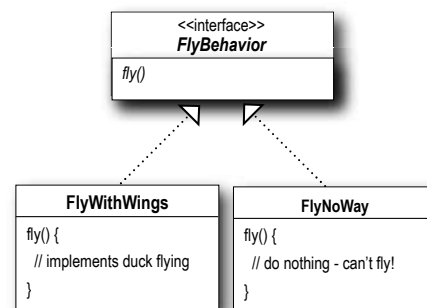 <<interface>>
FlyBehavior
fly()
FlyWithWings
fly() {
// implements duck flying
}
FlyNoWay
fly() {
// do nothing - can't fly!
}